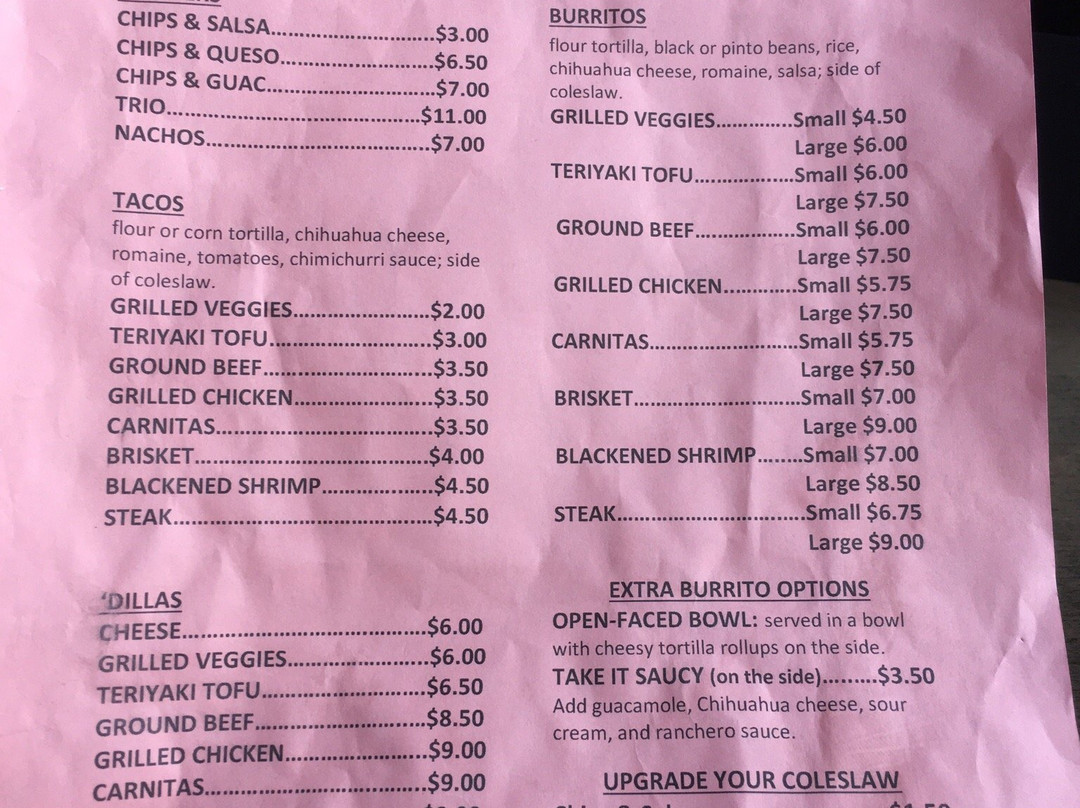 CHIPS & SALSA..............................$3.00
CHIPS & QUESO............................$6.50
CHIPS & GUAC..............................$7.00
TRIO..............................................$11.00
NACHOS.........................................$7.00
TACOS
flour or corn tortilla, chihuahua cheese,
romaine, tomatoes, chimichurri sauce; side
of coleslaw.
GRILLED VEGGIES.........................$2.00
TERIYAKI TOFU.............................$3.00
GROUND BEEF...............................$3.50
GRILLED CHICKEN.........................$3.50
CARNITAS.......................................$3.50
BRISKET..........................................$4.00
BLACKENED SHRIMP....................$4.50
STEAK..............................................$4.50
'DILLAS
CHEESE............................................$6.00
GRILLED VEGGIES.........................$6.00
TERIYAKI TOFU.............................$6.50
GROUND BEEF...............................$8.50
GRILLED CHICKEN.........................$9.00
CARNITAS.......................................$9.00
BURRITOS
flour tortilla, black or pinto beans, rice,
chihuahua cheese, romaine, salsa; side of
coleslaw.
GRILLED VEGGIES..............Small $4.50
Large $6.00
TERIYAKI TOFU..................Small $6.00
Large $7.50
GROUND BEEF..................Small $6.00
Large $7.50
GRILLED CHICKEN.............Small $5.75
Large $7.50
CARNITAS...........................Small $5.75
Large $7.50
BRISKET..............................Small $7.00
Large $9.00
BLACKENED SHRIMP........Small $7.00
Large $8.50
STEAK..................................Small $6.75
Large $9.00
EXTRA BURRITO OPTIONS
OPEN-FACED BOWL: served in a bowl
with cheesy tortilla rollups on the side.
TAKE IT SAUCY (on the side).........$3.50
Add guacamole, Chihuahua cheese, sour
cream, and ranchero sauce.
UPGRADE YOUR COLESLAW